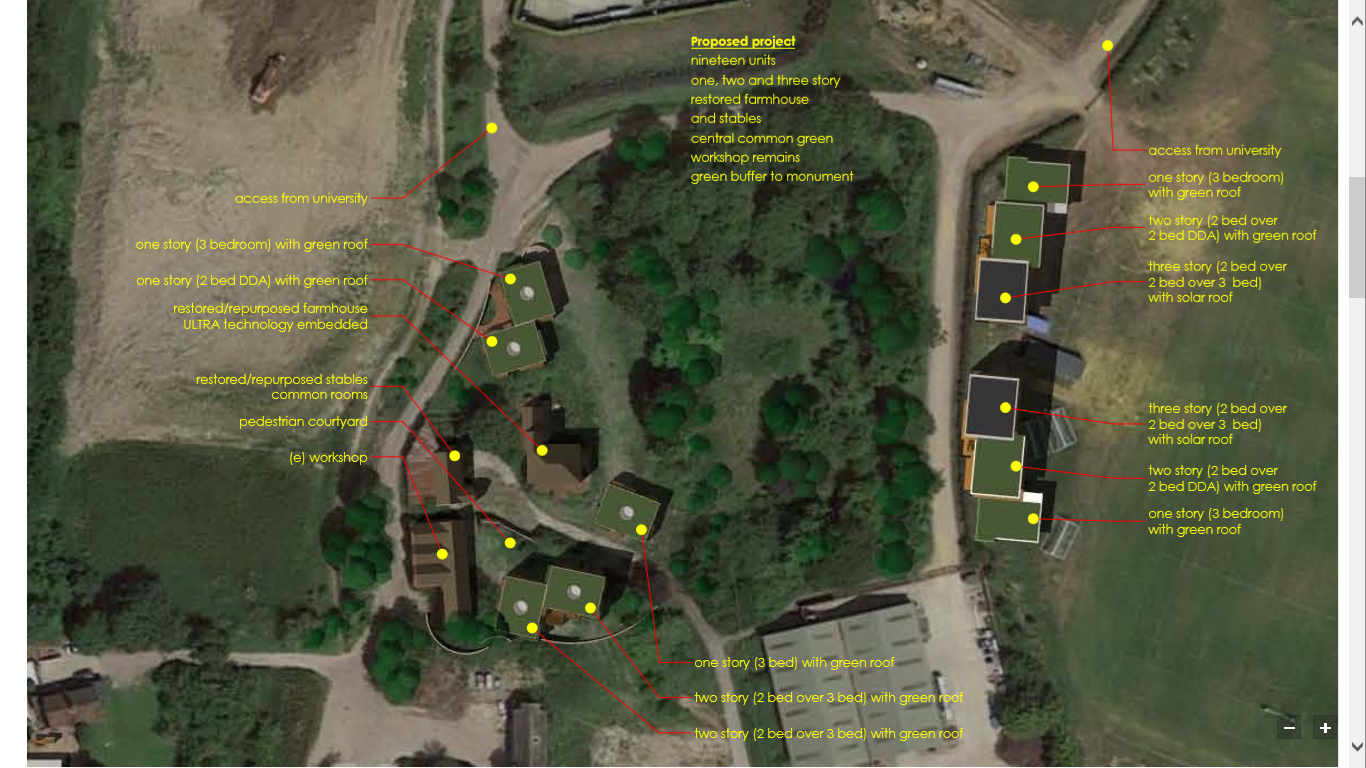 Proposed project
nineteen units
one, two and three story
restored farmhouse
and stables
central common green
workshop remains
green buffer to monument
access from university
one story (3 bedroom) with green roof
one story (2 bed DDA) with green roof
restored/repurposed farmhouse
ULTRA technology embedded
restored/repurposed stables
common rooms
pedestrian courtyard
(e) workshop
access from university
one story (3 bedroom)
with green roof
two story (2 bed over
2 bed DDA) with green roof
three story (2 bed over
2 bed over 3 bed)
with solar roof
three story (2 bed over
2 bed over 3 bed)
with solar roof
two story (2 bed over
2 bed DDA) with green roof
one story (3 bedroom)
with green roof
one story (3 bed) with green roof
two story (2 bed over 3 bed) with green roof
two story (2 bed over 3 bed) with green roof